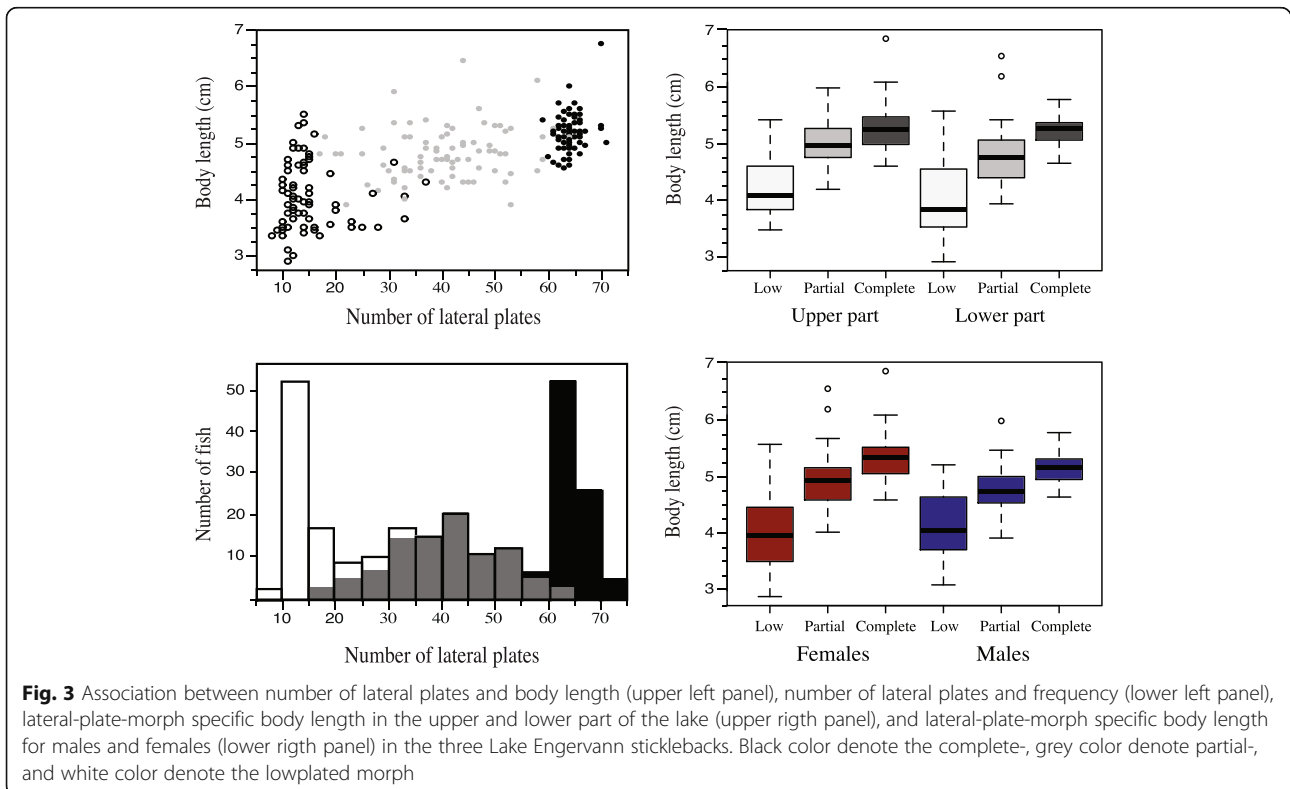 7
6
5
4
3
Body length (cm)
10 20 30 40 50 60 70
Number of lateral plates
7
6
5
4
3
Body length (cm)
Low Partial Complete Low Partial Complete
Upper part Lower part
50
40
30
20
10
Number of fish
10 20 30 40 50 60 70
Number of lateral plates
7
6
5
4
3
Body length (cm)
Low Partial Complete Low Partial Complete
Females Males
Fig. 3 Association between number of lateral plates and body length (upper left panel), number of lateral plates and frequency (lower left panel),
lateral-plate-morph specific body length in the upper and lower part of the lake (upper rigth panel), and lateral-plate-morph specific body length
for males and females (lower rigth panel) in the three Lake Engervann sticklebacks. Black color denote the complete-, grey color denote partial-,
and white color denote the lowplated morph